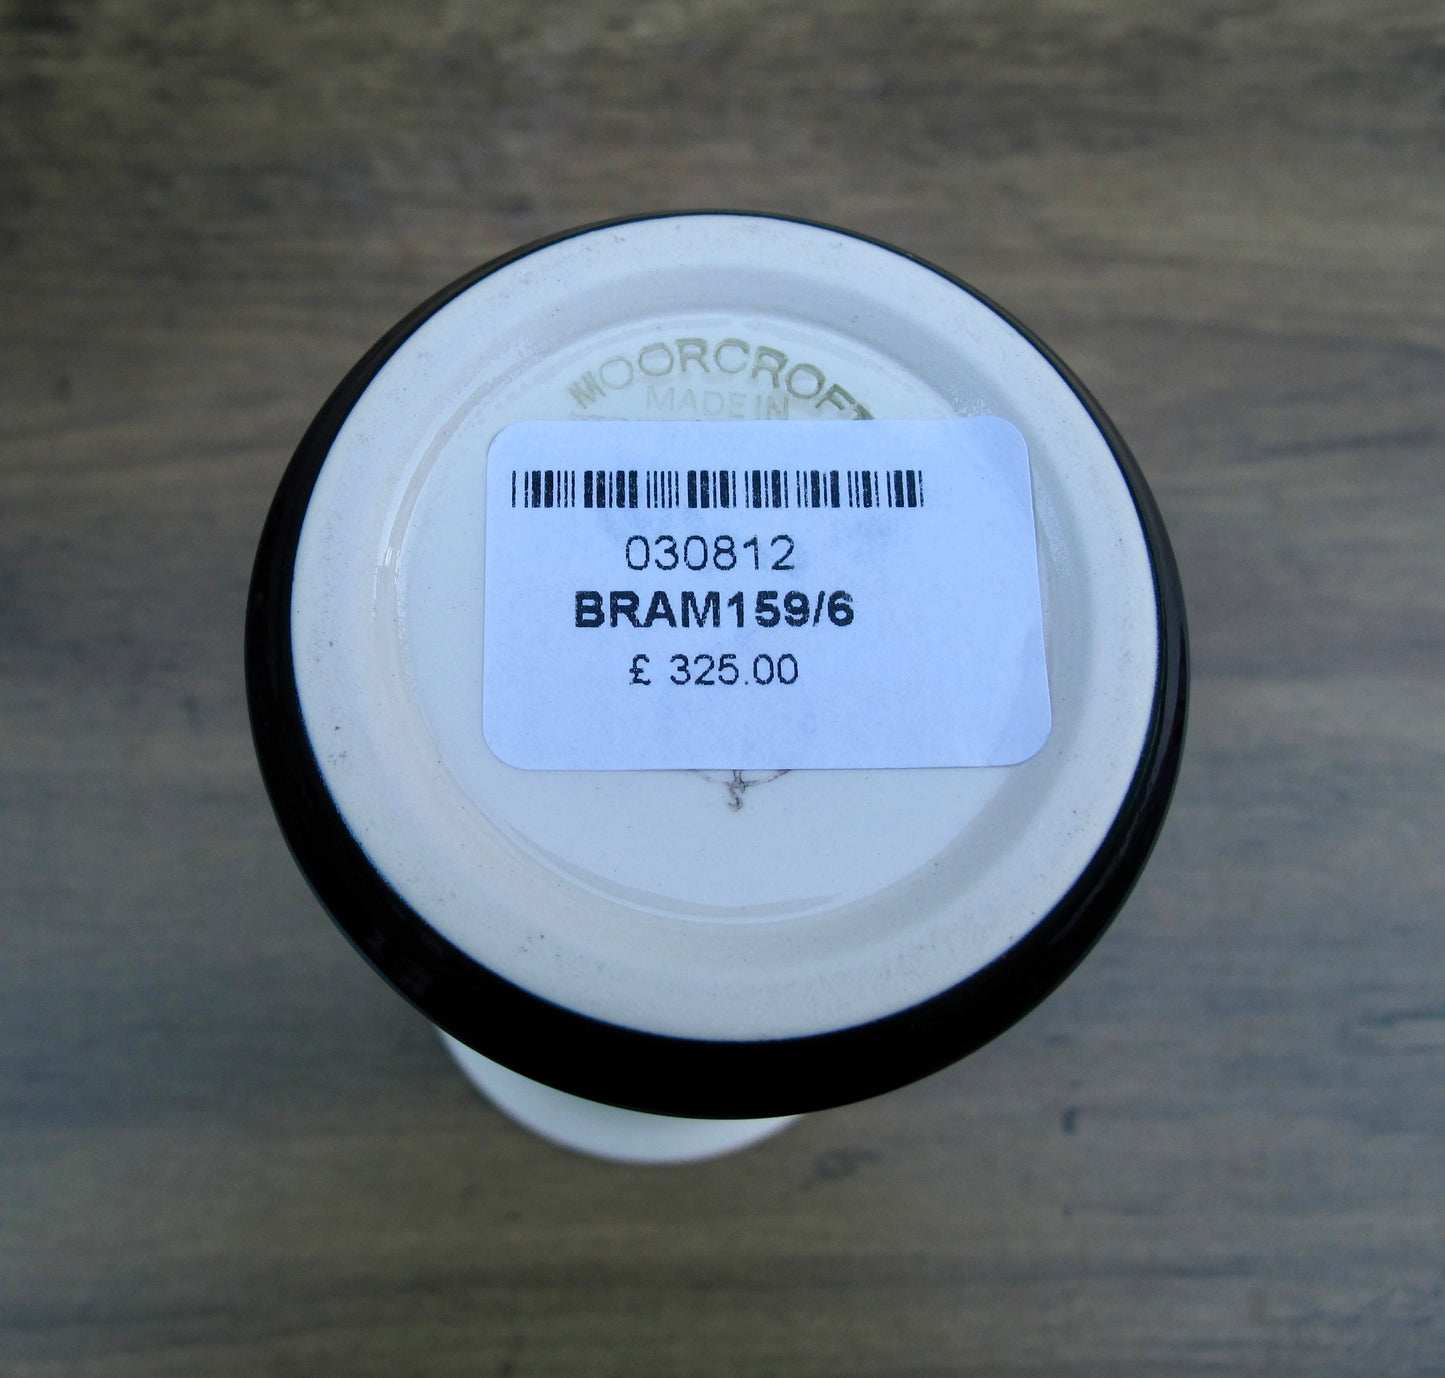 MOORCROFT
MADE IN
030812
BRAM159/6
£ 325.00